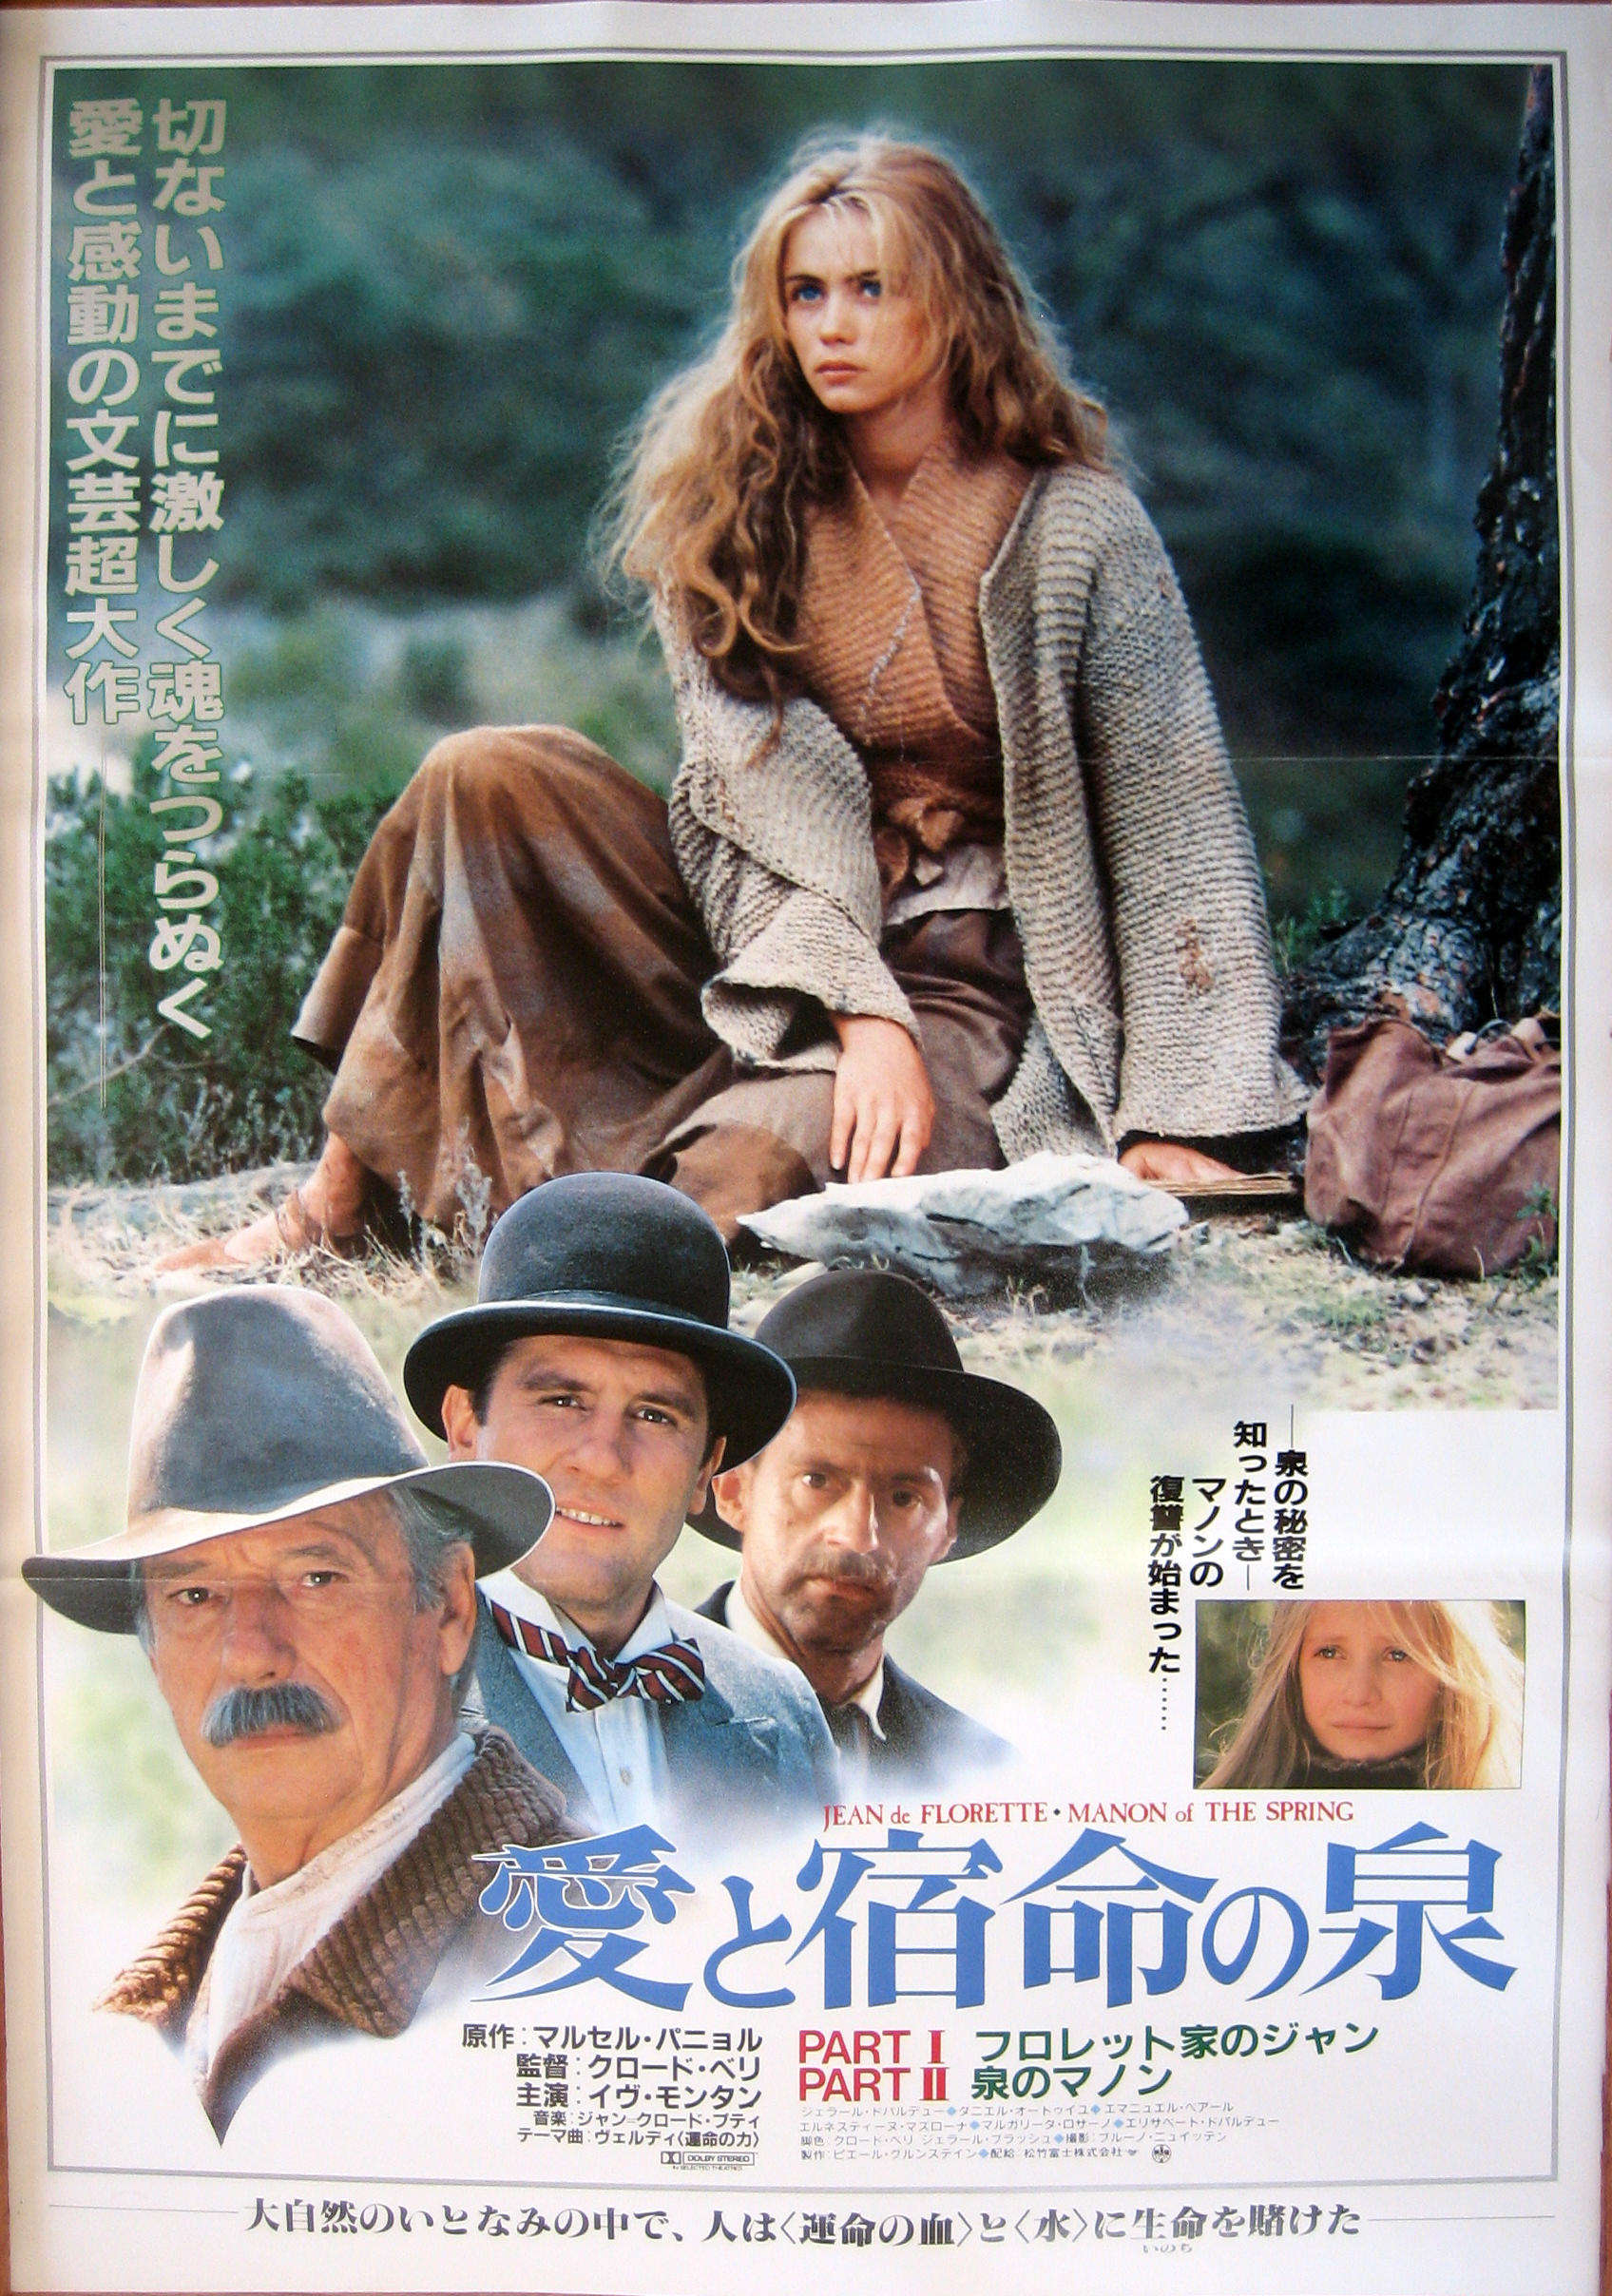 切ないまでに激しく魂をつらぬく
愛と感動の文芸超大作
—泉の秘密を
知ったとき—
マノンの
復讐が始まった……
JEAN de FLORETTE・MANON of THE SPRING
愛と宿命の泉
原作：マルセル・パニョル
監督：クロード・ベリ
主演：イヴ・モンタン
音楽：ジャン=クロード・プティ
テーマ曲：ヴェルディ〈運命の力〉
DOLBY STEREO
IN SELECTED THEATRES
PART I フロレット家のジャン
PART II 泉のマノン
ジェラール・ドパルデュー◆ダニエル・オートゥイユ◆エマニュエル・ベアール
エルネスティーヌ・マズローナ◆マルガリータ・ロサーノ◆エリザベート・ドパルデュー
脚色：クロード・ベリ ジェラール・ブラッシュ◆撮影：ブルーノ・ニュイッテン
製作：ピエール・グルンステイン◆配給：松竹富士株式会社
大自然のいとなみの中で、人は〈運命の血〉と〈水〉に生命を賭けた
いのち